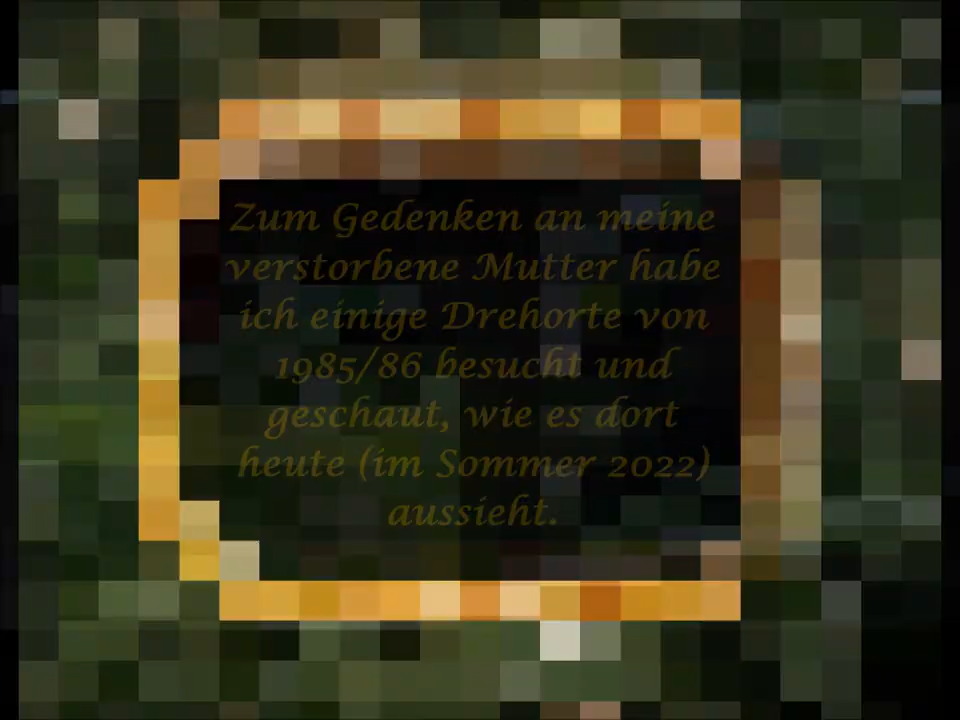 Zum Gedenken an meine
verstorbene Mutter habe
ich einige Drehorte von
1985/86 besucht und
geschaut, wie es dort
heute (im Sommer 2022)
aussieht.